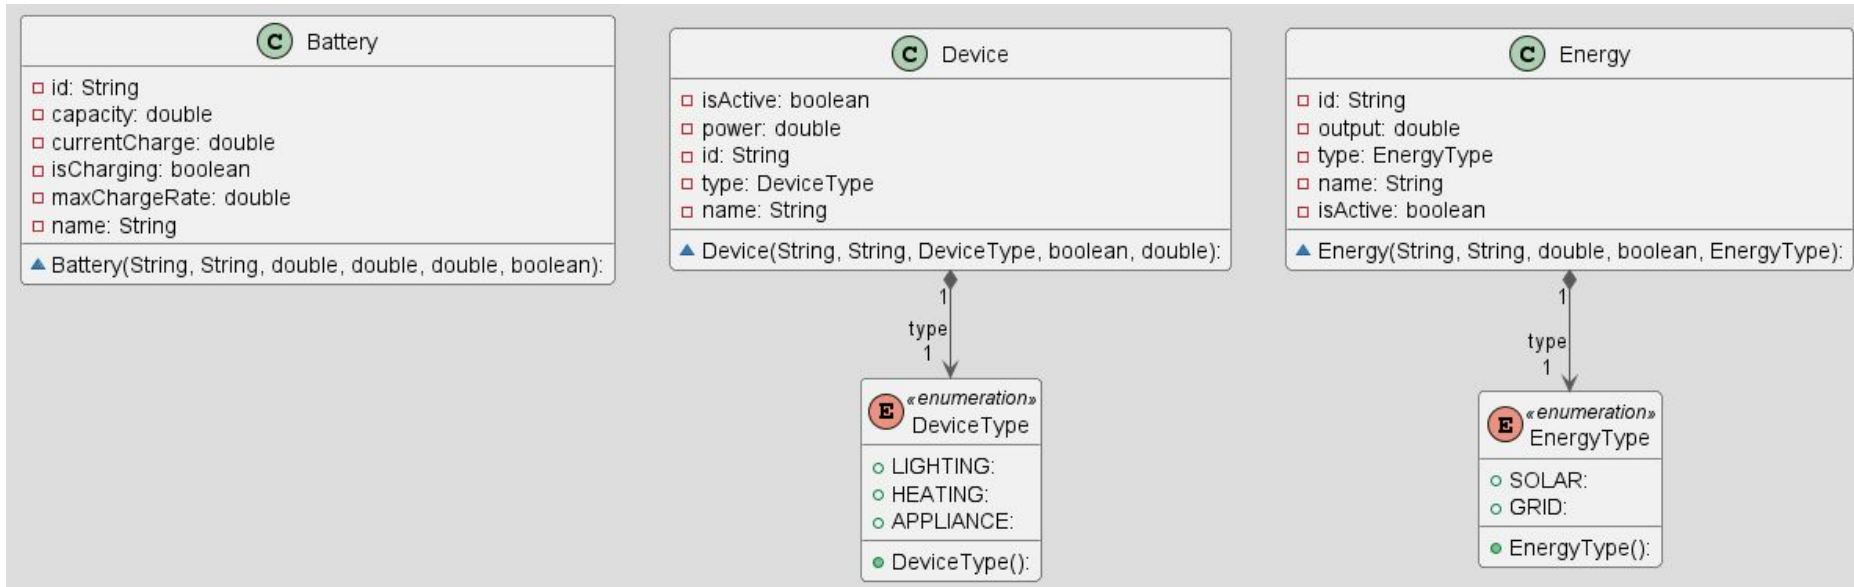 C Battery
id: String
capacity: double
currentCharge: double
isCharging: boolean
maxChargeRate: double
name: String
Battery(String, String, double, double, double, boolean):
C Device
isActive: boolean
power: double
id: String
type: DeviceType
name: String
Device(String, String, DeviceType, boolean, double):
1
type
1
E «enumeration»
DeviceType
LIGHTING:
HEATING:
APPLIANCE:
DeviceType():
C Energy
id: String
output: double
type: EnergyType
name: String
isActive: boolean
Energy(String, String, double, boolean, EnergyType):
1
type
1
E «enumeration»
EnergyType
SOLAR:
GRID:
EnergyType():